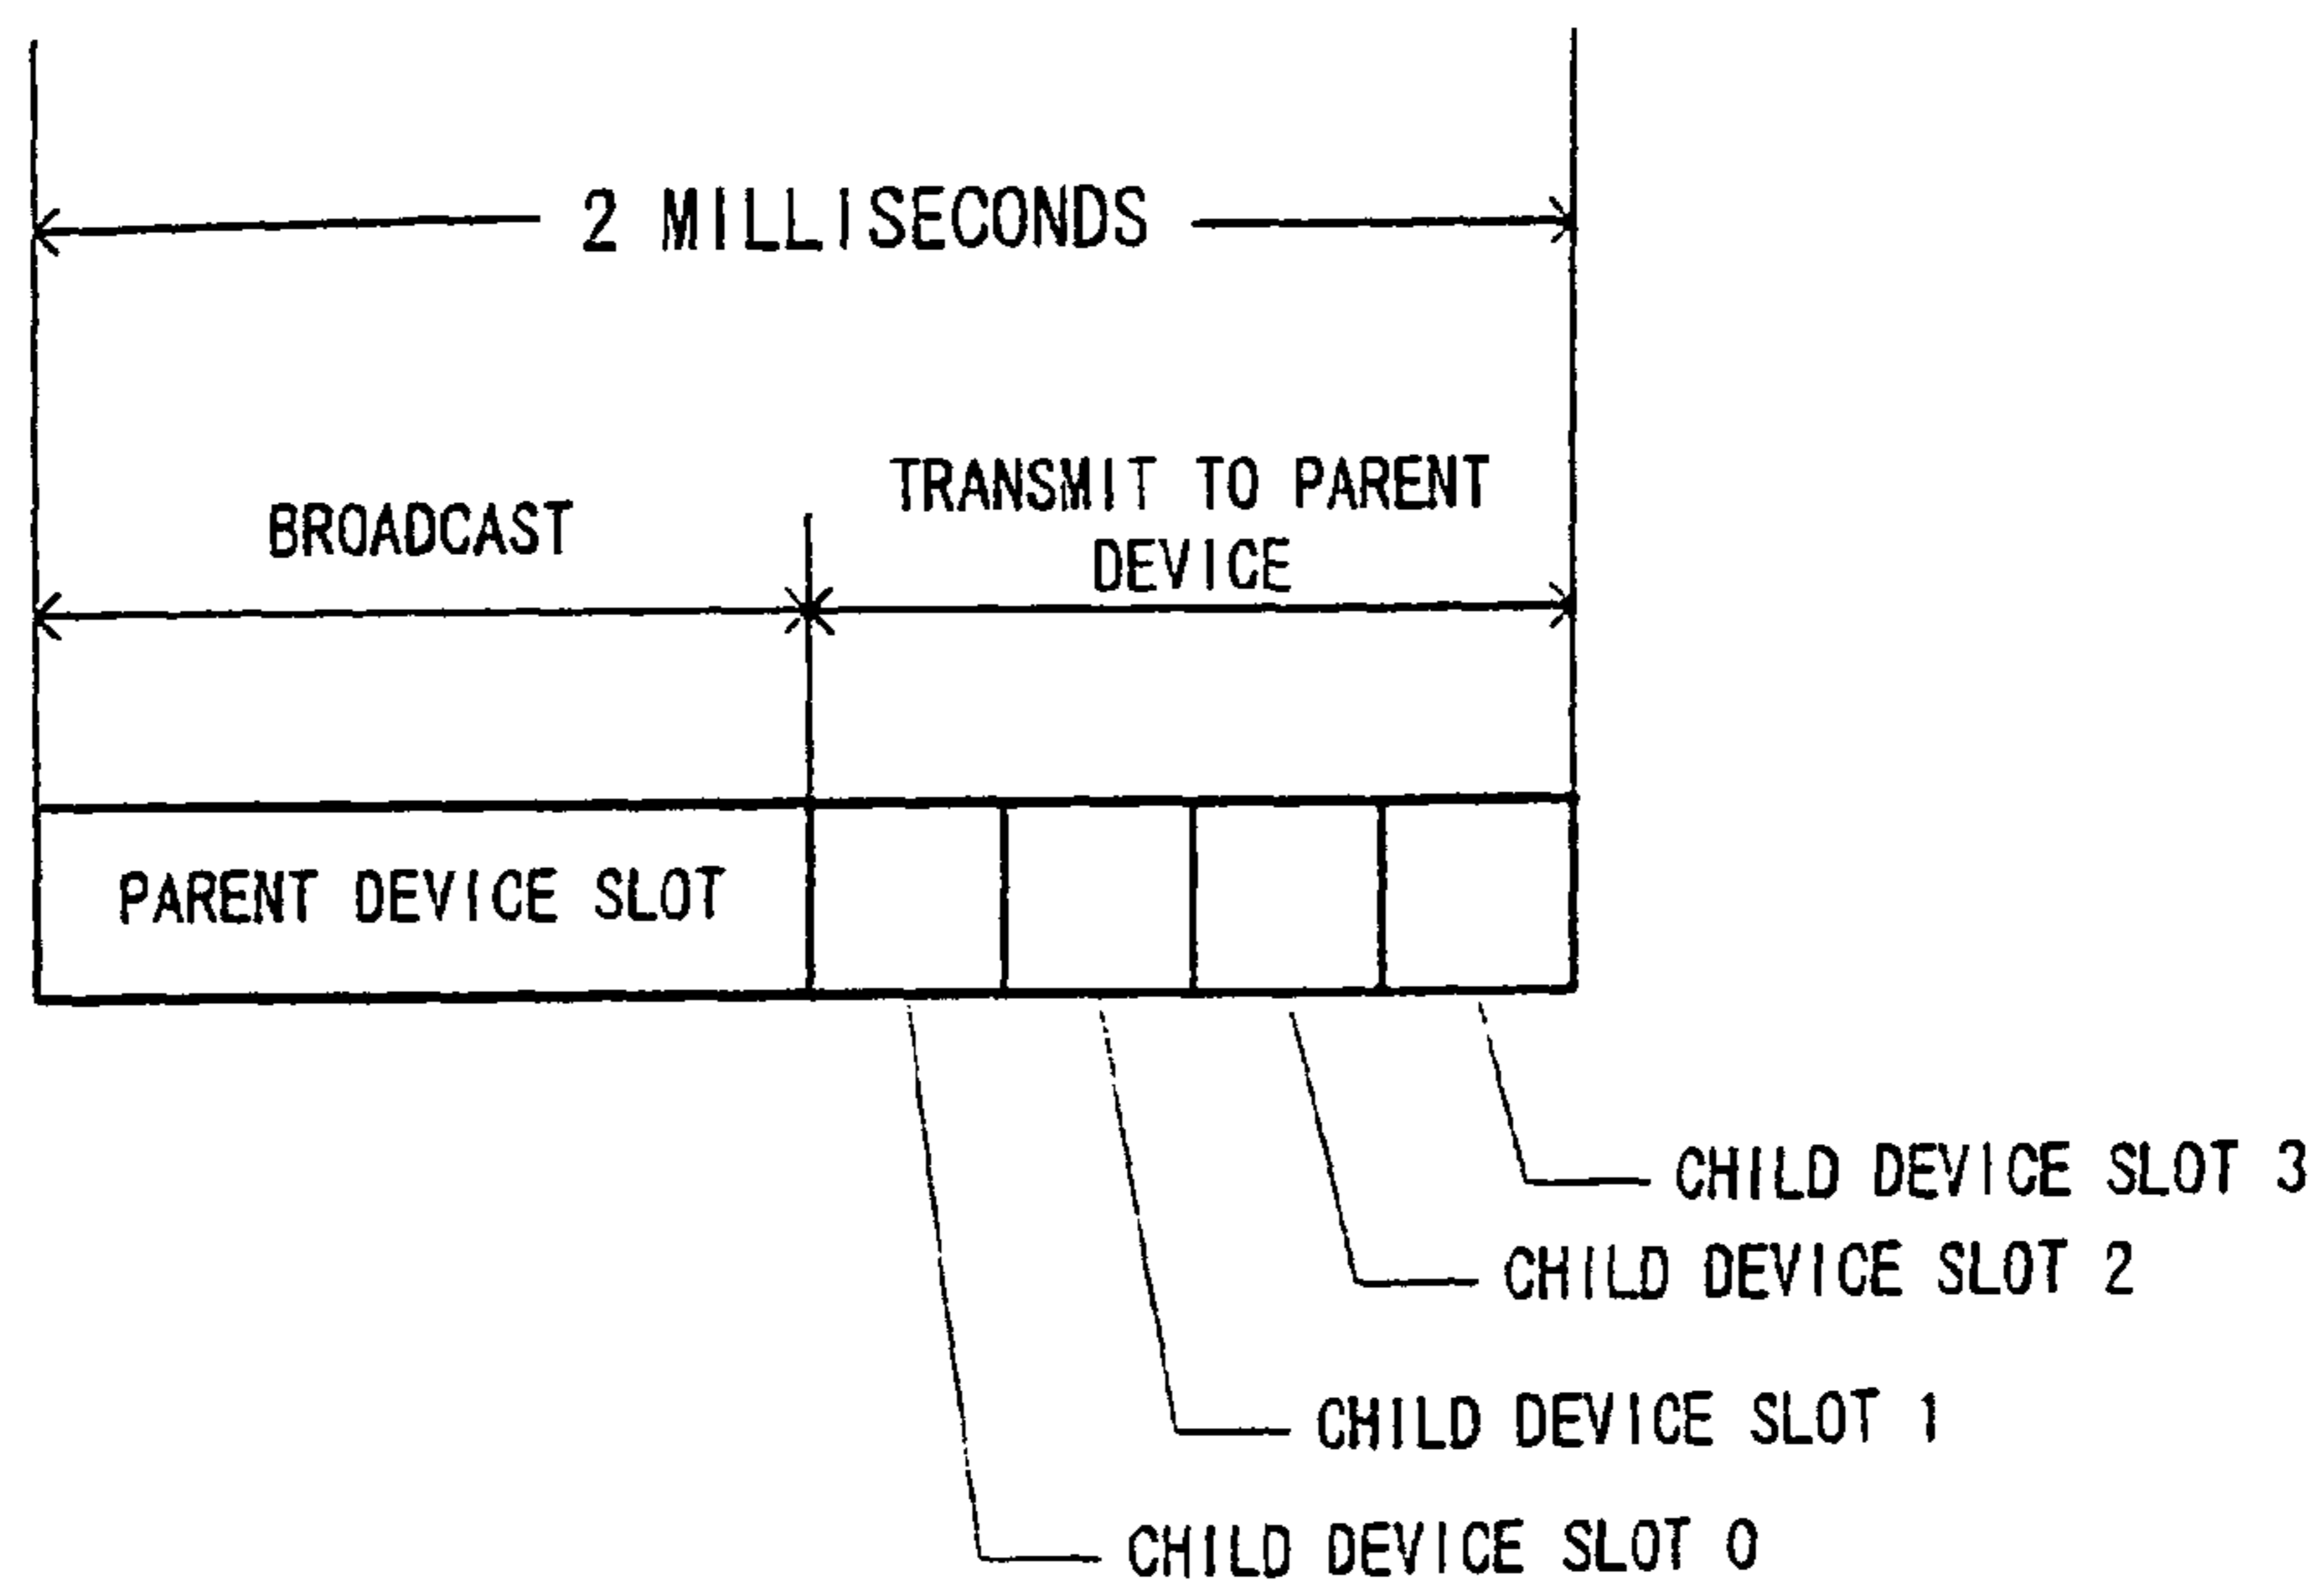 2 MILLISECONDS
BROADCAST
TRANSMIT TO PARENT
DEVICE
PARENT DEVICE SLOT
CHILD DEVICE SLOT 3
CHILD DEVICE SLOT 2
CHILD DEVICE SLOT 1
CHILD DEVICE SLOT 0